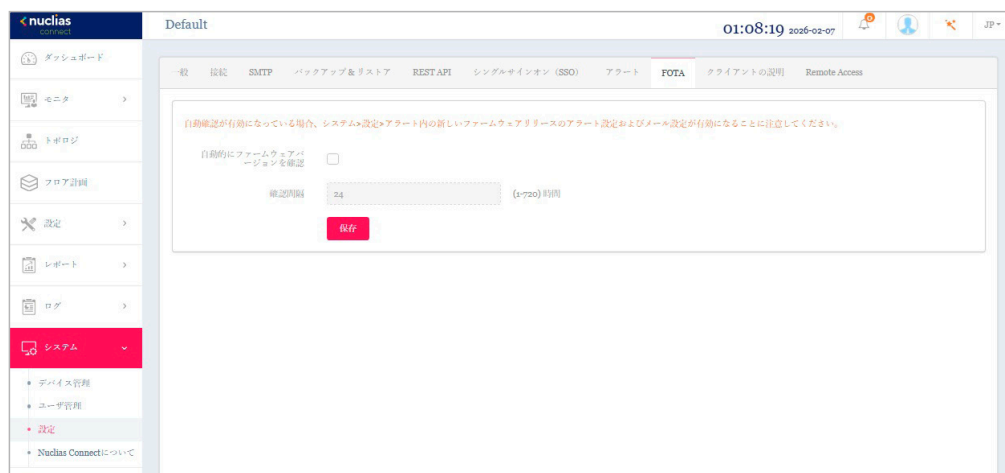 nuclias
connect
Default
01:08:19 2026-02-07
0
JP
ダッシュボード
モニタ
トポロジ
フロア計画
設定
レポート
ログ
システム
デバイス管理
ユーザ管理
設定
Nuclias Connectについて
一般 接続 SMTP バックアップ&リストア REST API シングルサインオン (SSO) アラート FOTA クライアントの説明 Remote Access
自動確認が有効になっている場合、システム>設定>アラート内の新しいファームウェアリリースのアラート設定およびメール設定が有効になることに注意してください。
自動的にファームウェアバ
ージョンを確認
確認間隔 24 (1-720) 時間
保存